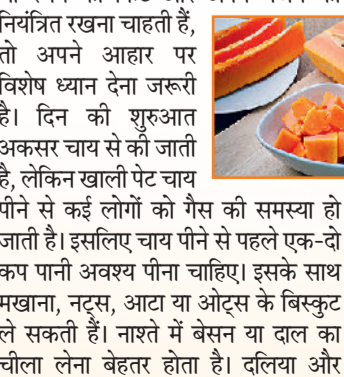 नियंत्रित रखना चाहती हैं,
तो अपने आहार पर
विशेष ध्यान देना जरूरी
है। दिन की शुरुआत
अकसर चाय से की जाती
है, लेकिन खाली पेट चाय
पीने से कई लोगों को गैस की समस्या हो
जाती है। इसलिए चाय पीने से पहले एक-दो
कप पानी अवश्य पीना चाहिए। इसके साथ
मखाना, नट्स, आटा या ओट्स के बिस्कुट
ले सकती हैं। नाश्ते में बेसन या दाल का
चीला लेना बेहतर होता है। दलिया और